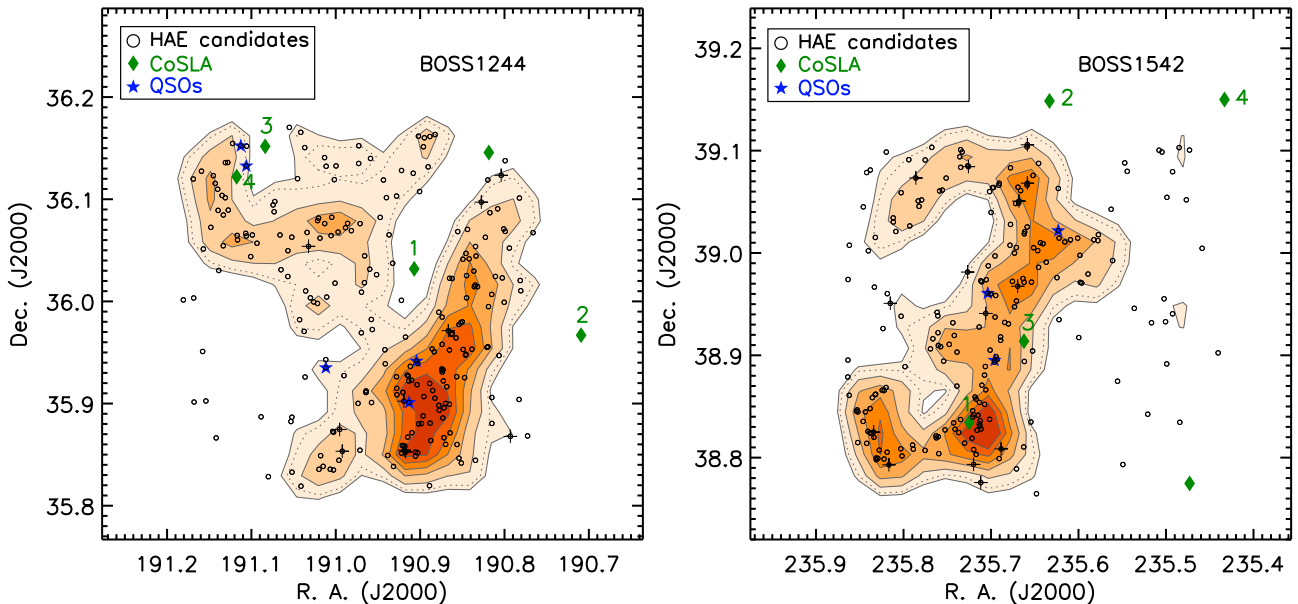 HAE candidates
CoSLA
QSOs
BOSS1244
3
4
1
2
36.2
36.1
36.0
35.9
35.8
Dec. (J2000)
191.2 191.1 191.0 190.9 190.8 190.7
R. A. (J2000)
HAE candidates
CoSLA
QSOs
BOSS1542
2
4
3
1
39.2
39.1
39.0
38.9
38.8
Dec. (J2000)
235.9 235.8 235.7 235.6 235.5 235.4
R. A. (J2000)